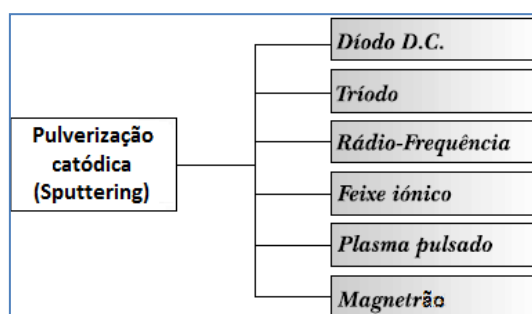 Pulverização
catódica
(Sputtering)
Díodo D.C.
Tríodo
Rádio-Frequência
Feixe iónico
Plasma pulsado
Magnetrão